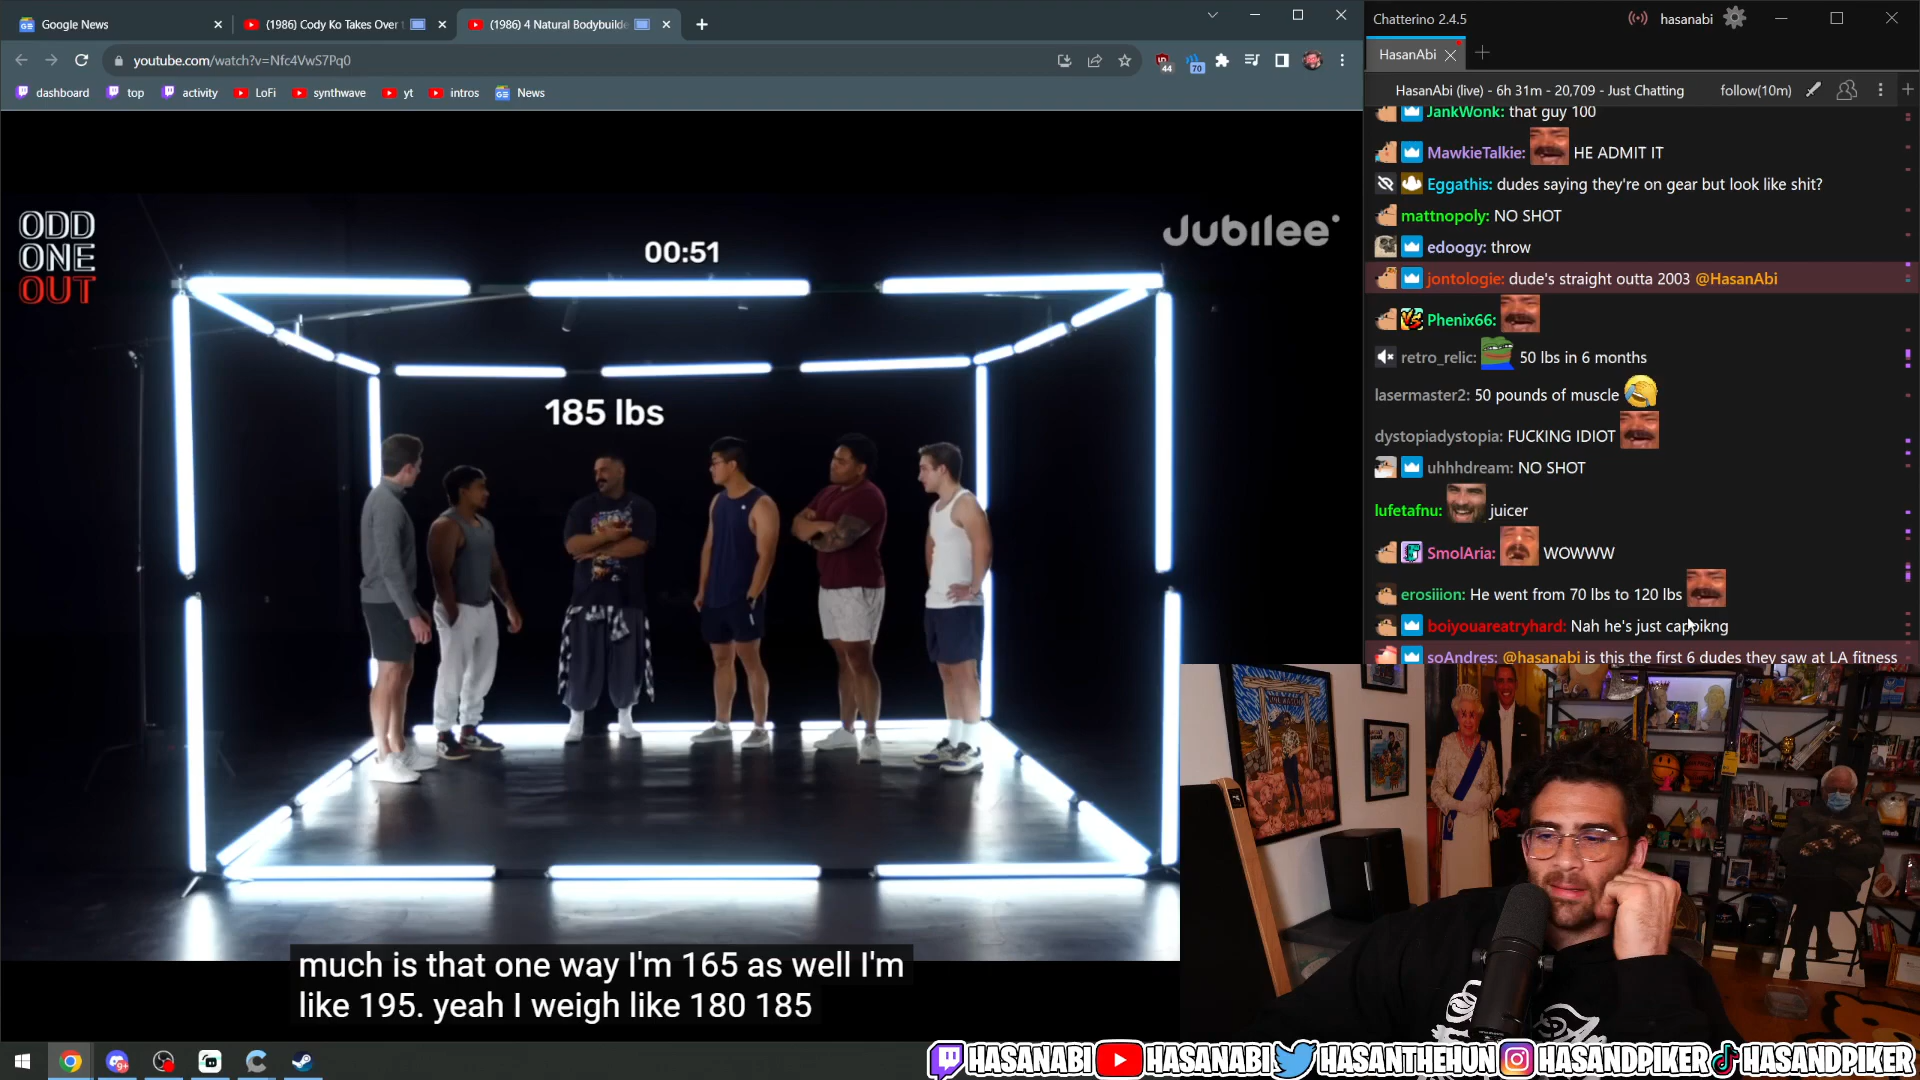 Google News
(1986) Cody Ko Takes Over
(1986) 4 Natural Bodybuilde
youtube.com/watch?v=Nfc4VwS7Pq0
44
70
dashboard
top
activity
LoFi
synthwave
yt
intros
News
ODD
ONE
OUT
Jubilee
00:51
185 lbs
much is that one way I'm 165 as well I'm
like 195. yeah I weigh like 180 185
Chatterino 2.4.5
hasanabi
HasanAbi
HasanAbi (live) - 6h 31m - 20,709 - Just Chatting
follow(10m)
JankWonk: that guy 100
MawkieTalkie: HE ADMIT IT
Eggathis: dudes saying they're on gear but look like shit?
mattnopoly: NO SHOT
edoogy: throw
jontologie: dude's straight outta 2003 @HasanAbi
Phenix66:
retro_relic: 50 lbs in 6 months
lasermaster2: 50 pounds of muscle
dystopiadystopia: FUCKING IDIOT
uhhhdream: NO SHOT
lufetafnu: juicer
SmolAria: WOWWW
erosiiion: He went from 70 lbs to 120 lbs
boiyouareatryhard: Nah he's just cappikng
soAndres: @hasanabi is this the first 6 dudes they saw at LA fitness
HASANABI
HASANABI
HASANTHEHUN
HASANDPIKER
HASANDPIKER